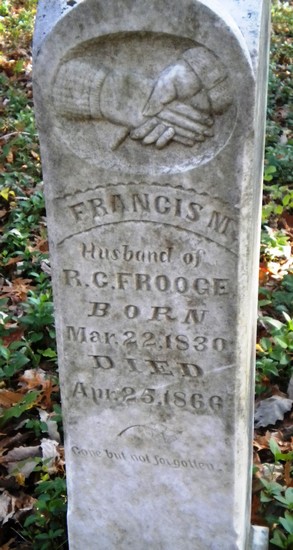 FRANCIS M.
Husband of
R.G. FROOGE
BORN
Mar. 22, 1830
DIED
Apr. 25, 1866
Gone but not forgotten.